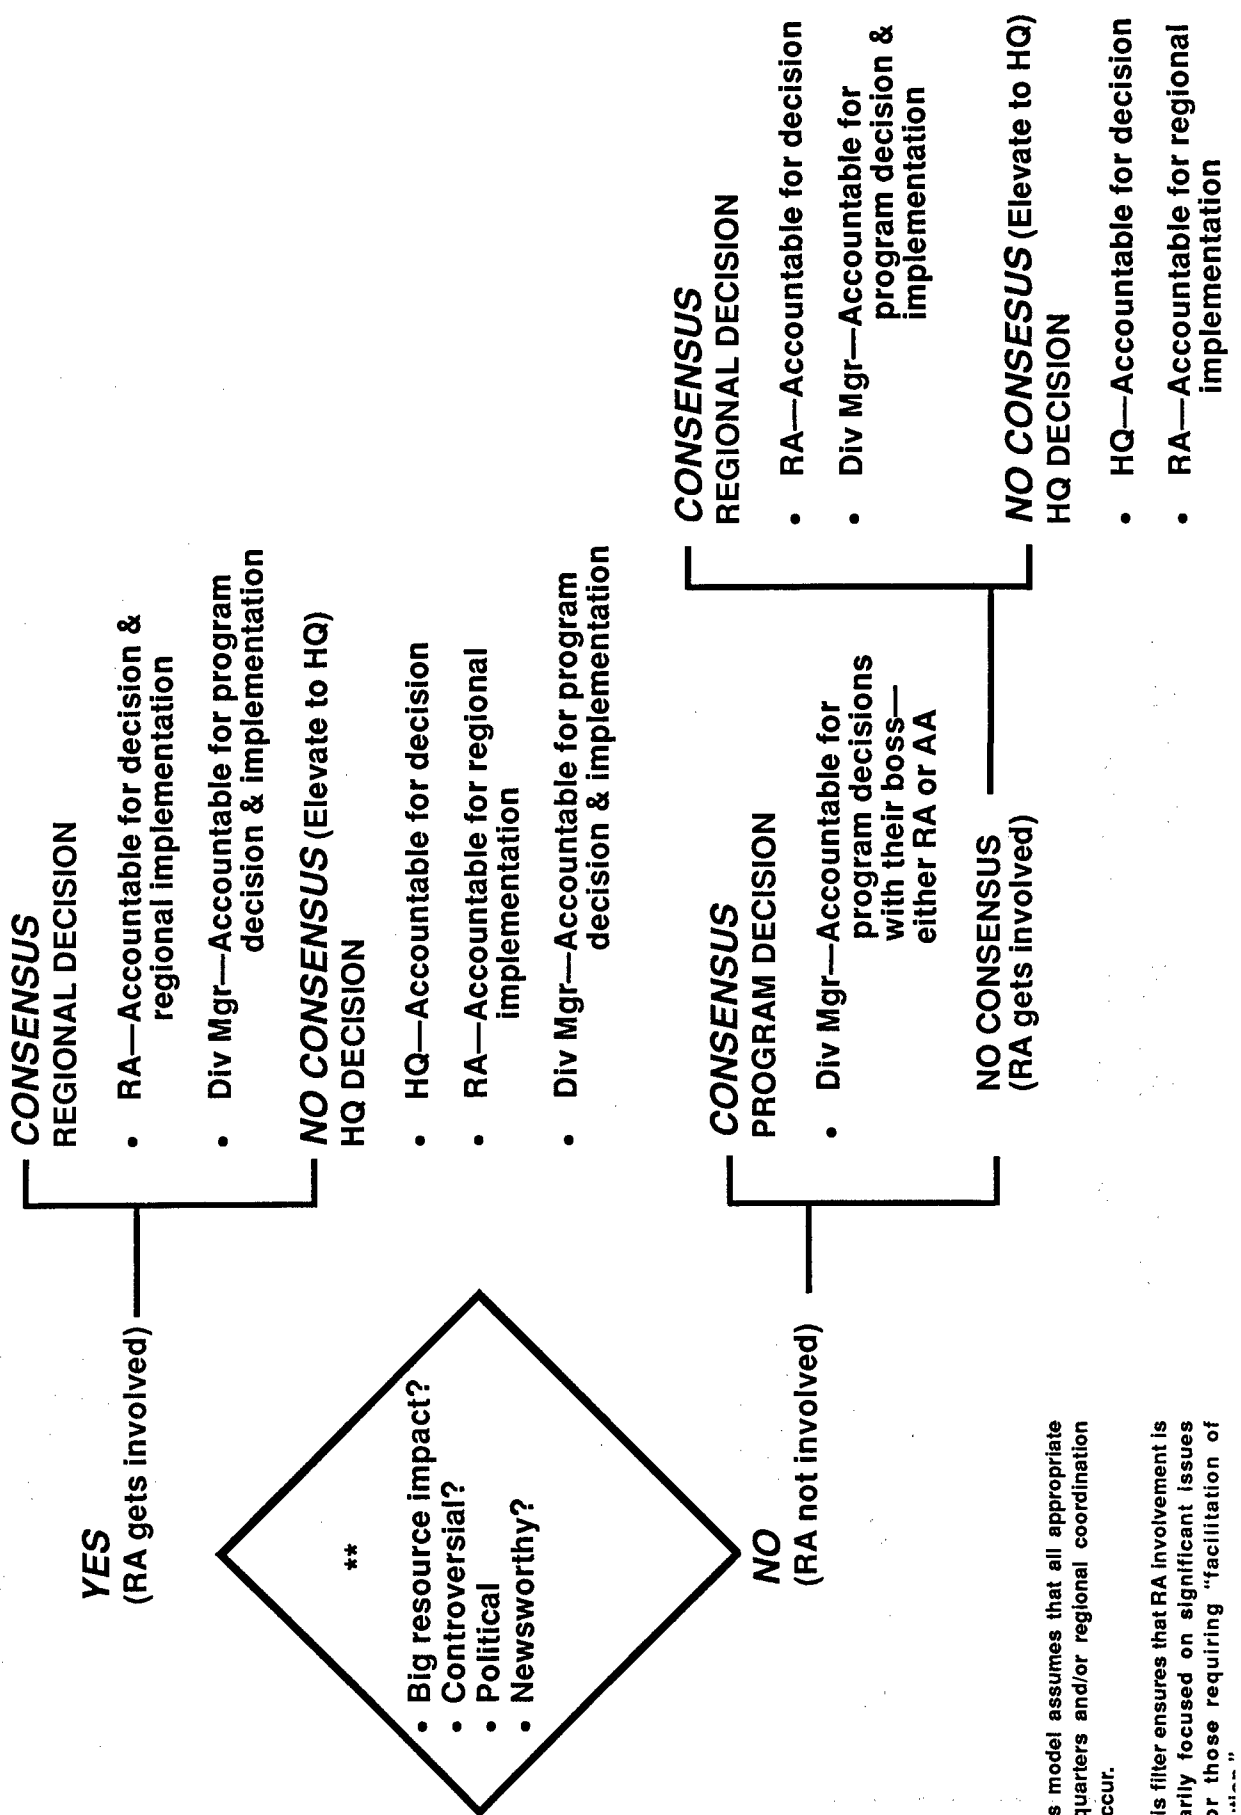 YES
(RA gets involved)
**
• Big resource impact?
• Controversial?
• Political
• Newsworthy?
NO
(RA not involved)
CONSENSUS
REGIONAL DECISION
• RA—Accountable for decision &
regional implementation
• Div Mgr—Accountable for program
decision & implementation
NO CONSENSUS (Elevate to HQ)
HQ DECISION
• HQ—Accountable for decision
• RA—Accountable for regional
implementation
• Div Mgr—Accountable for program
decision & implementation
CONSENSUS
PROGRAM DECISION
• Div Mgr—Accountable for
program decisions
with their boss—
either RA or AA
NO CONSENSUS
(RA gets involved)
CONSENSUS
REGIONAL DECISION
• RA—Accountable for decision
• Div Mgr—Accountable for
program decision &
implementation
NO CONSESUS (Elevate to HQ)
HQ DECISION
• HQ—Accountable for decision
• RA—Accountable for regional
implementation
model assumes that all appropriate
and/or regional coordination
filter ensures that RA involvement is
focused on significant issues
those requiring "facilitation of